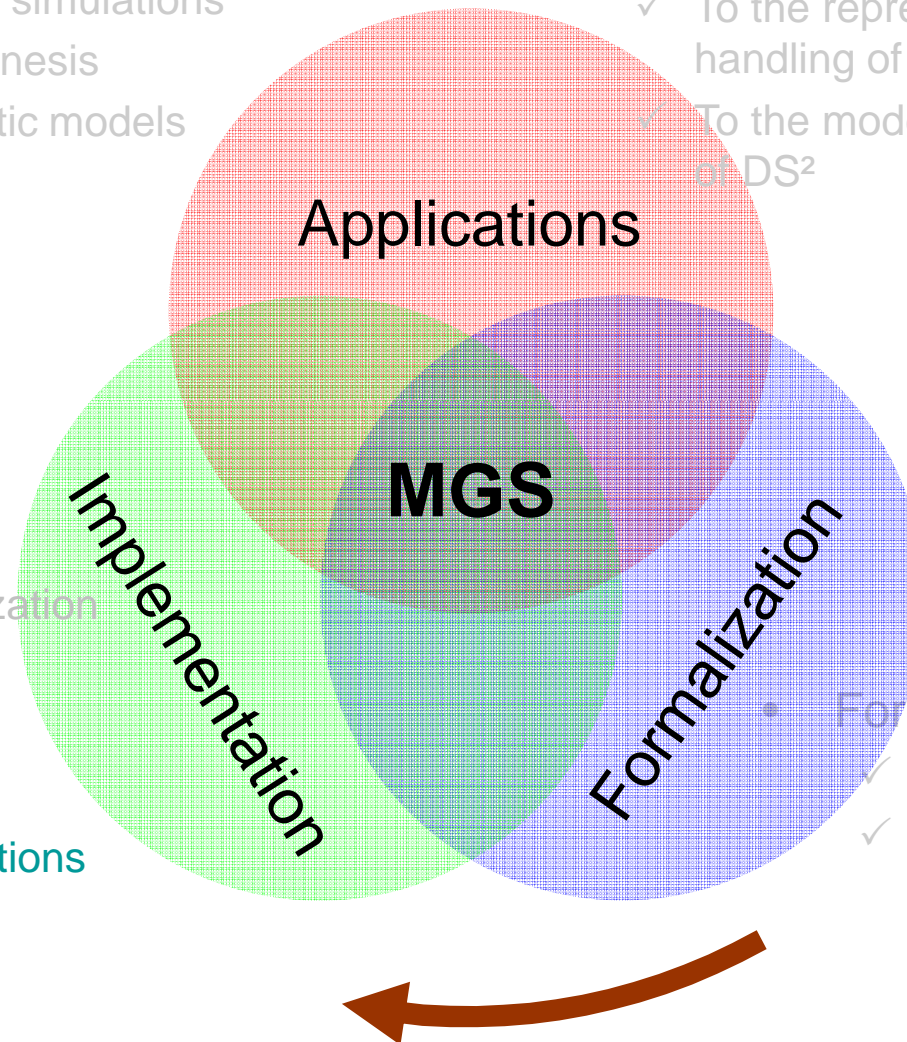 simulations
To the repre
nesis
handling of
tic models
To the mode
of DS²
Applications
MGS
Implementation
zation
Formalization
For
tions